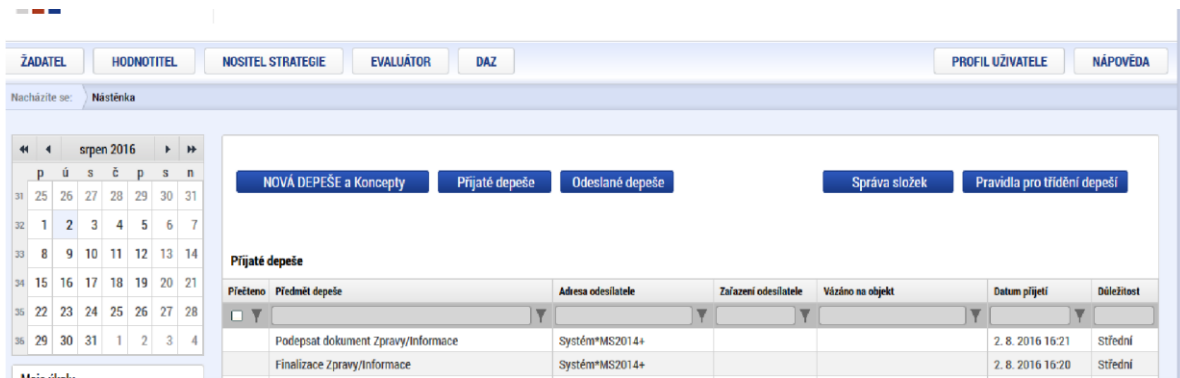 ŽADATEL HODNOTITEL NOSITEL STRATEGIE EVALUÁTOR DAZ PROFIL UŽIVATELE NÁPOVĚDA
Nacházíte se: Nástěnka
srpen 2016
p ú s č p s n
31 25 26 27 28 29 30 31
32 1 2 3 4 5 6 7
33 8 9 10 11 12 13 14
34 15 16 17 18 19 20 21
35 22 23 24 25 26 27 28
36 29 30 31 1 2 3 4
NOVÁ DEPEŠE a Koncepty Přijaté depeše Odeslané depeše Správa složek Pravidla pro třídění depeší
Přijaté depeše
Přečteno Předmět depeše Adresa odesílatele Zařazení odesílatele Vázáno na objekt Datum přijetí Důležitost
Podepsat dokument Zpravy/Informace Systém*MS2014+ 2. 8. 2016 16:21 Střední
Finalizace Zpravy/Informace Systém*MS2014+ 2. 8. 2016 16:20 Střední